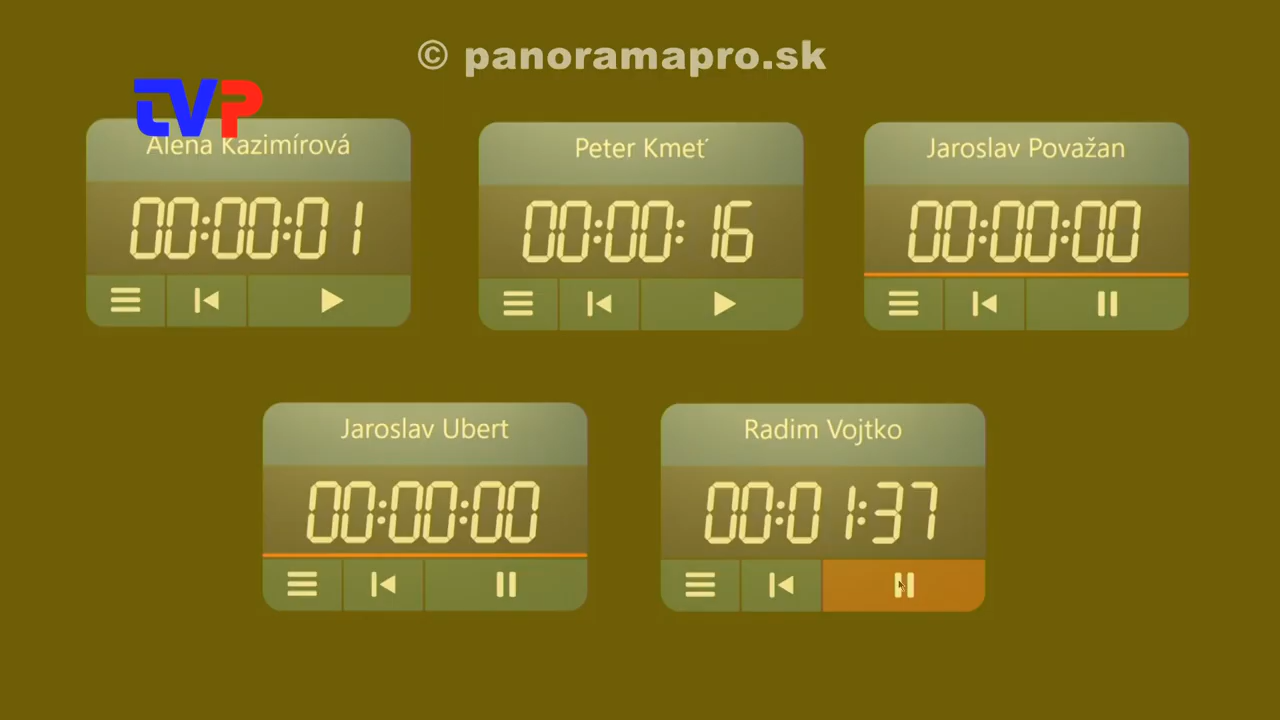 © panoramapro.sk
TVP
Alena Kazimírová
Peter Kmeť
Jaroslav Považan
00:00:01
00:00:16
00:00:00
Jaroslav Ubert
Radim Vojtko
00:00:00
00:01:37